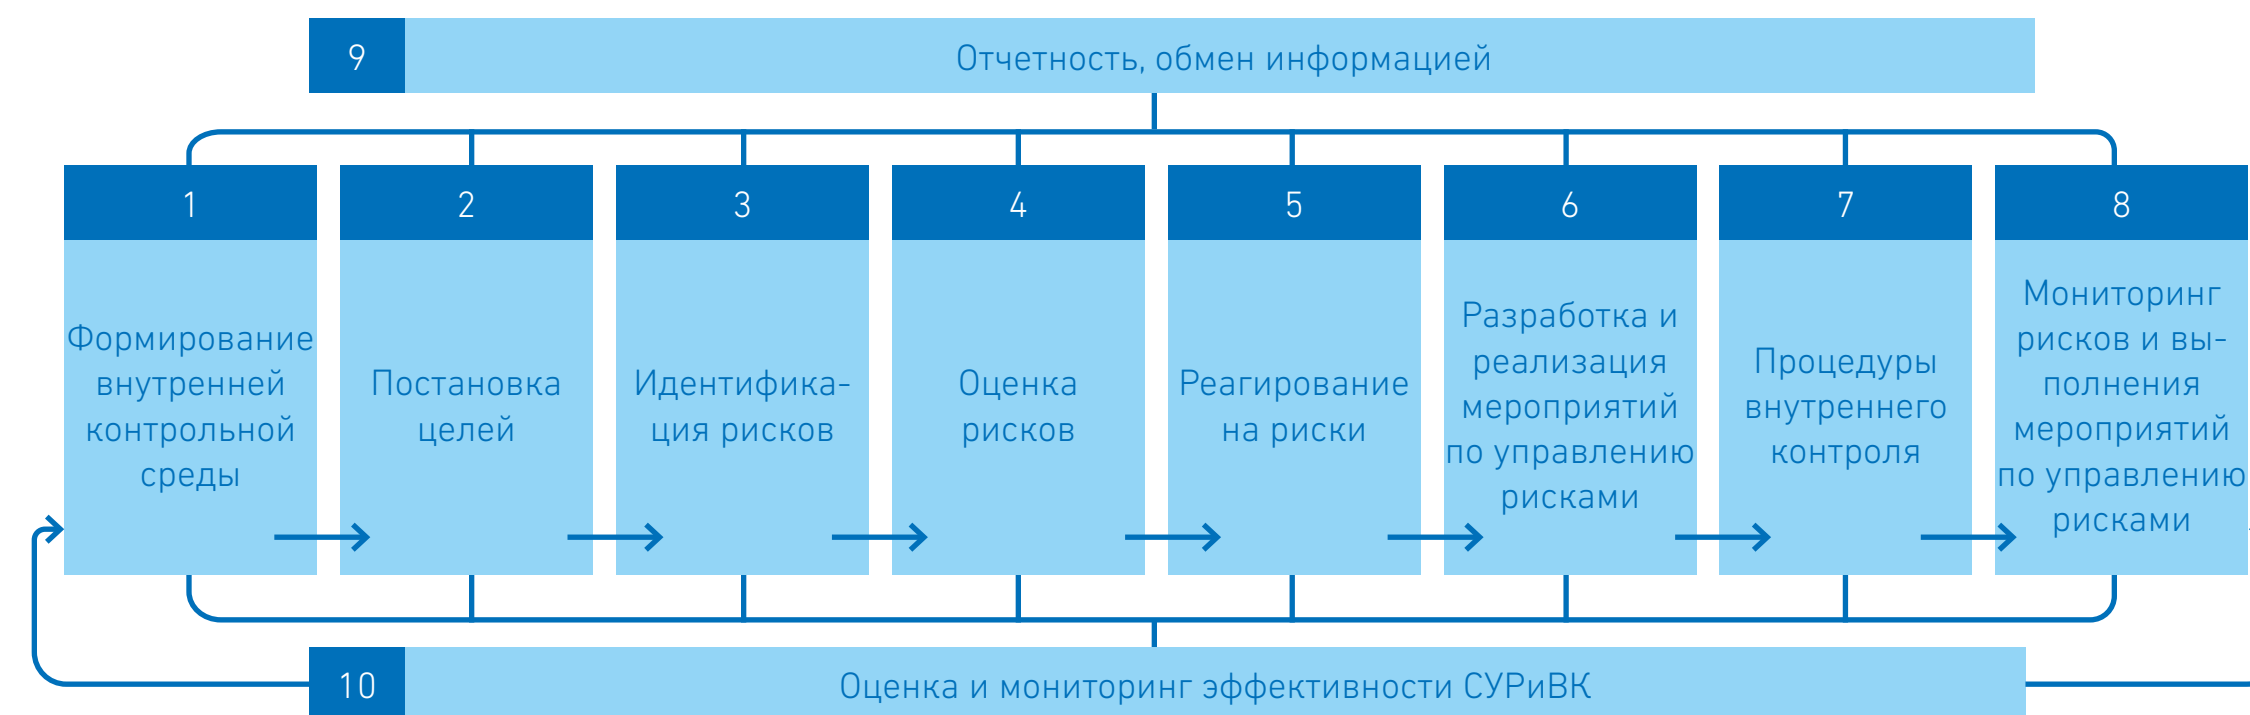 9
Отчетность, обмен информацией
1
Формирование
внутренней
контрольной
среды
2
Постановка
целей
3
Идентифика-
ция рисков
4
Оценка
рисков
5
Реагирование
на риски
6
Разработка и
реализация
мероприятий
по управлению
рисками
7
Процедуры
внутреннего
контроля
8
Мониторинг
рисков и вы-
полнения
мероприятий
по управлению
рисками
10
Оценка и мониторинг эффективности СУРиВК